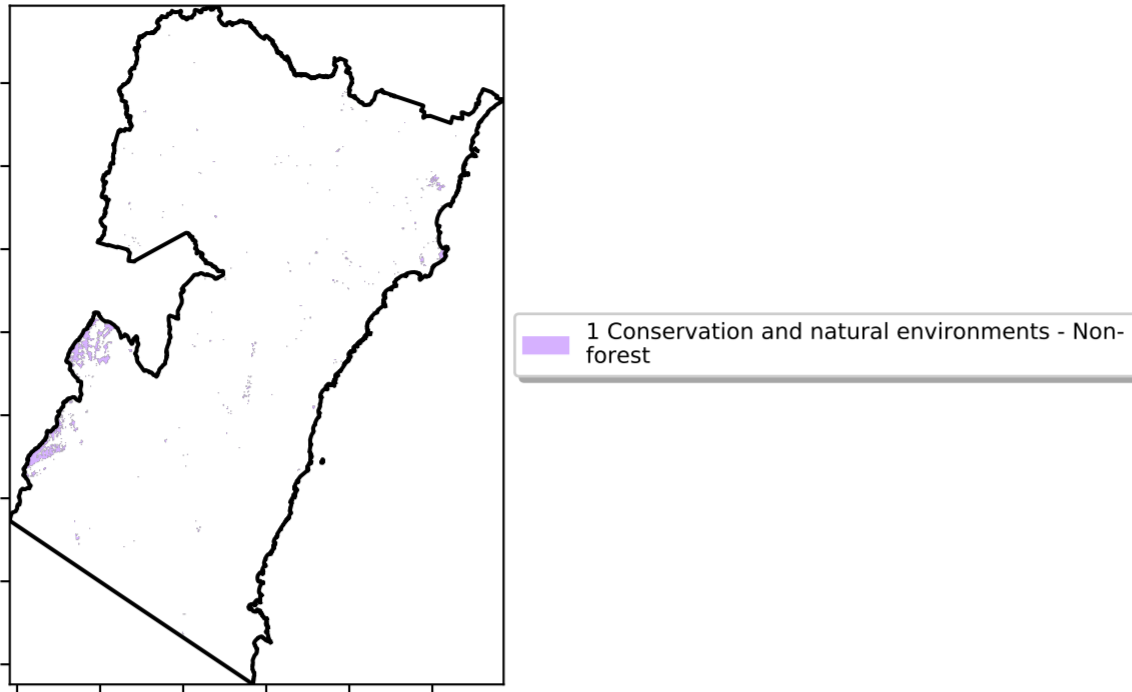 1 Conservation and natural environments - Non-
forest